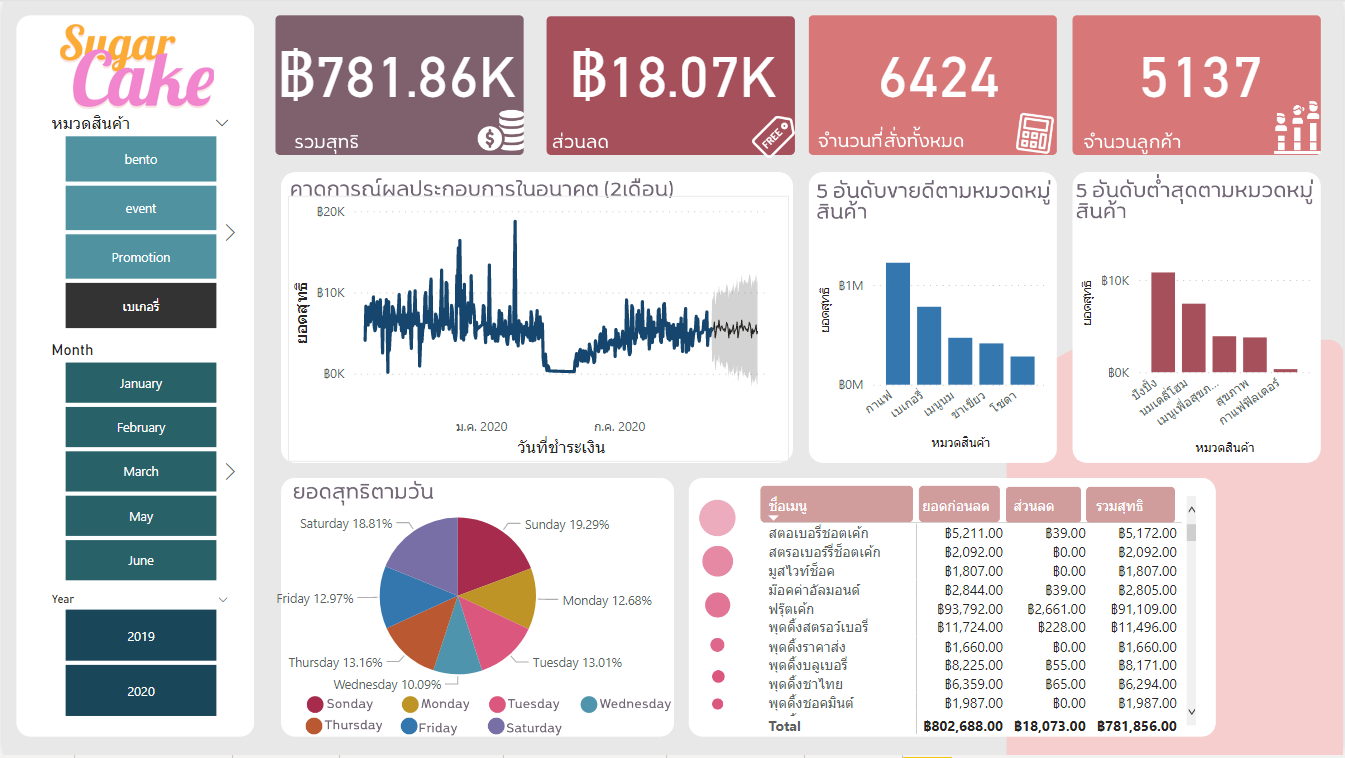 Sugar
Cake
หมวดสินค้า
bento
event
Promotion
เบเกอรี่
Month
January
February
March
May
June
Year
2019
2020
฿781.86K
รวมสุทธิ
฿18.07K
ส่วนลด
FREE
6424
จำนวนที่สั่งทั้งหมด
5137
จำนวนลูกค้า
คาดการณ์ผลประกอบการในอนาคต (2เดือน)
฿20K
฿10K
฿0K
ยอดสุทธิ
ม.ค. 2020
ก.ค. 2020
วันที่ชำระเงิน
5 อันดับขายดีตามหมวดหมู่
สินค้า
฿1M
฿0M
ยอดสุทธิ
กาแฟ
เบเกอรี่
เมนูนม
ชาเขียว
โซดา
หมวดสินค้า
5 อันดับต่ำสุดตามหมวดหมู่
สินค้า
฿10K
฿0K
ยอดสุทธิ
ปังปิ้ง
นมเดลี่โฮม
เมนูเพื่อสุขภ...
สุขภาพ
กาแฟฟิลเตอร์
หมวดสินค้า
ยอดสุทธิตามวัน
Saturday 18.81%
Sunday 19.29%
Friday 12.97%
Monday 12.68%
Thursday 13.16%
Tuesday 13.01%
Wednesday 10.09%
Sonday Monday Tuesday Wednesday
Thursday Friday Saturday
ชื่อเมนู ยอดก่อนลด ส่วนลด รวมสุทธิ
สตอเบอรี่ชอตเค้ก ฿5,211.00 ฿39.00 ฿5,172.00
สตรอเบอร์รี่ช็อตเค้ก ฿2,092.00 ฿0.00 ฿2,092.00
มูสไวท์ช็อค ฿1,807.00 ฿0.00 ฿1,807.00
ม๊อคค่าอัลมอนด์ ฿2,844.00 ฿39.00 ฿2,805.00
ฟรุ๊ตเค้ก ฿93,792.00 ฿2,661.00 ฿91,109.00
พุดดิ้งสตรอว์เบอรี่ ฿11,724.00 ฿228.00 ฿11,496.00
พุดดิ้งราคาส่ง ฿1,660.00 ฿0.00 ฿1,660.00
พุดดิ้งบลูเบอรี่ ฿8,225.00 ฿55.00 ฿8,171.00
พุดดิ้งชาไทย ฿6,359.00 ฿65.00 ฿6,294.00
พุดดิ้งชอคมินต์ ฿1,987.00 ฿0.00 ฿1,987.00
Total ฿802,688.00 ฿18,073.00 ฿781,856.00